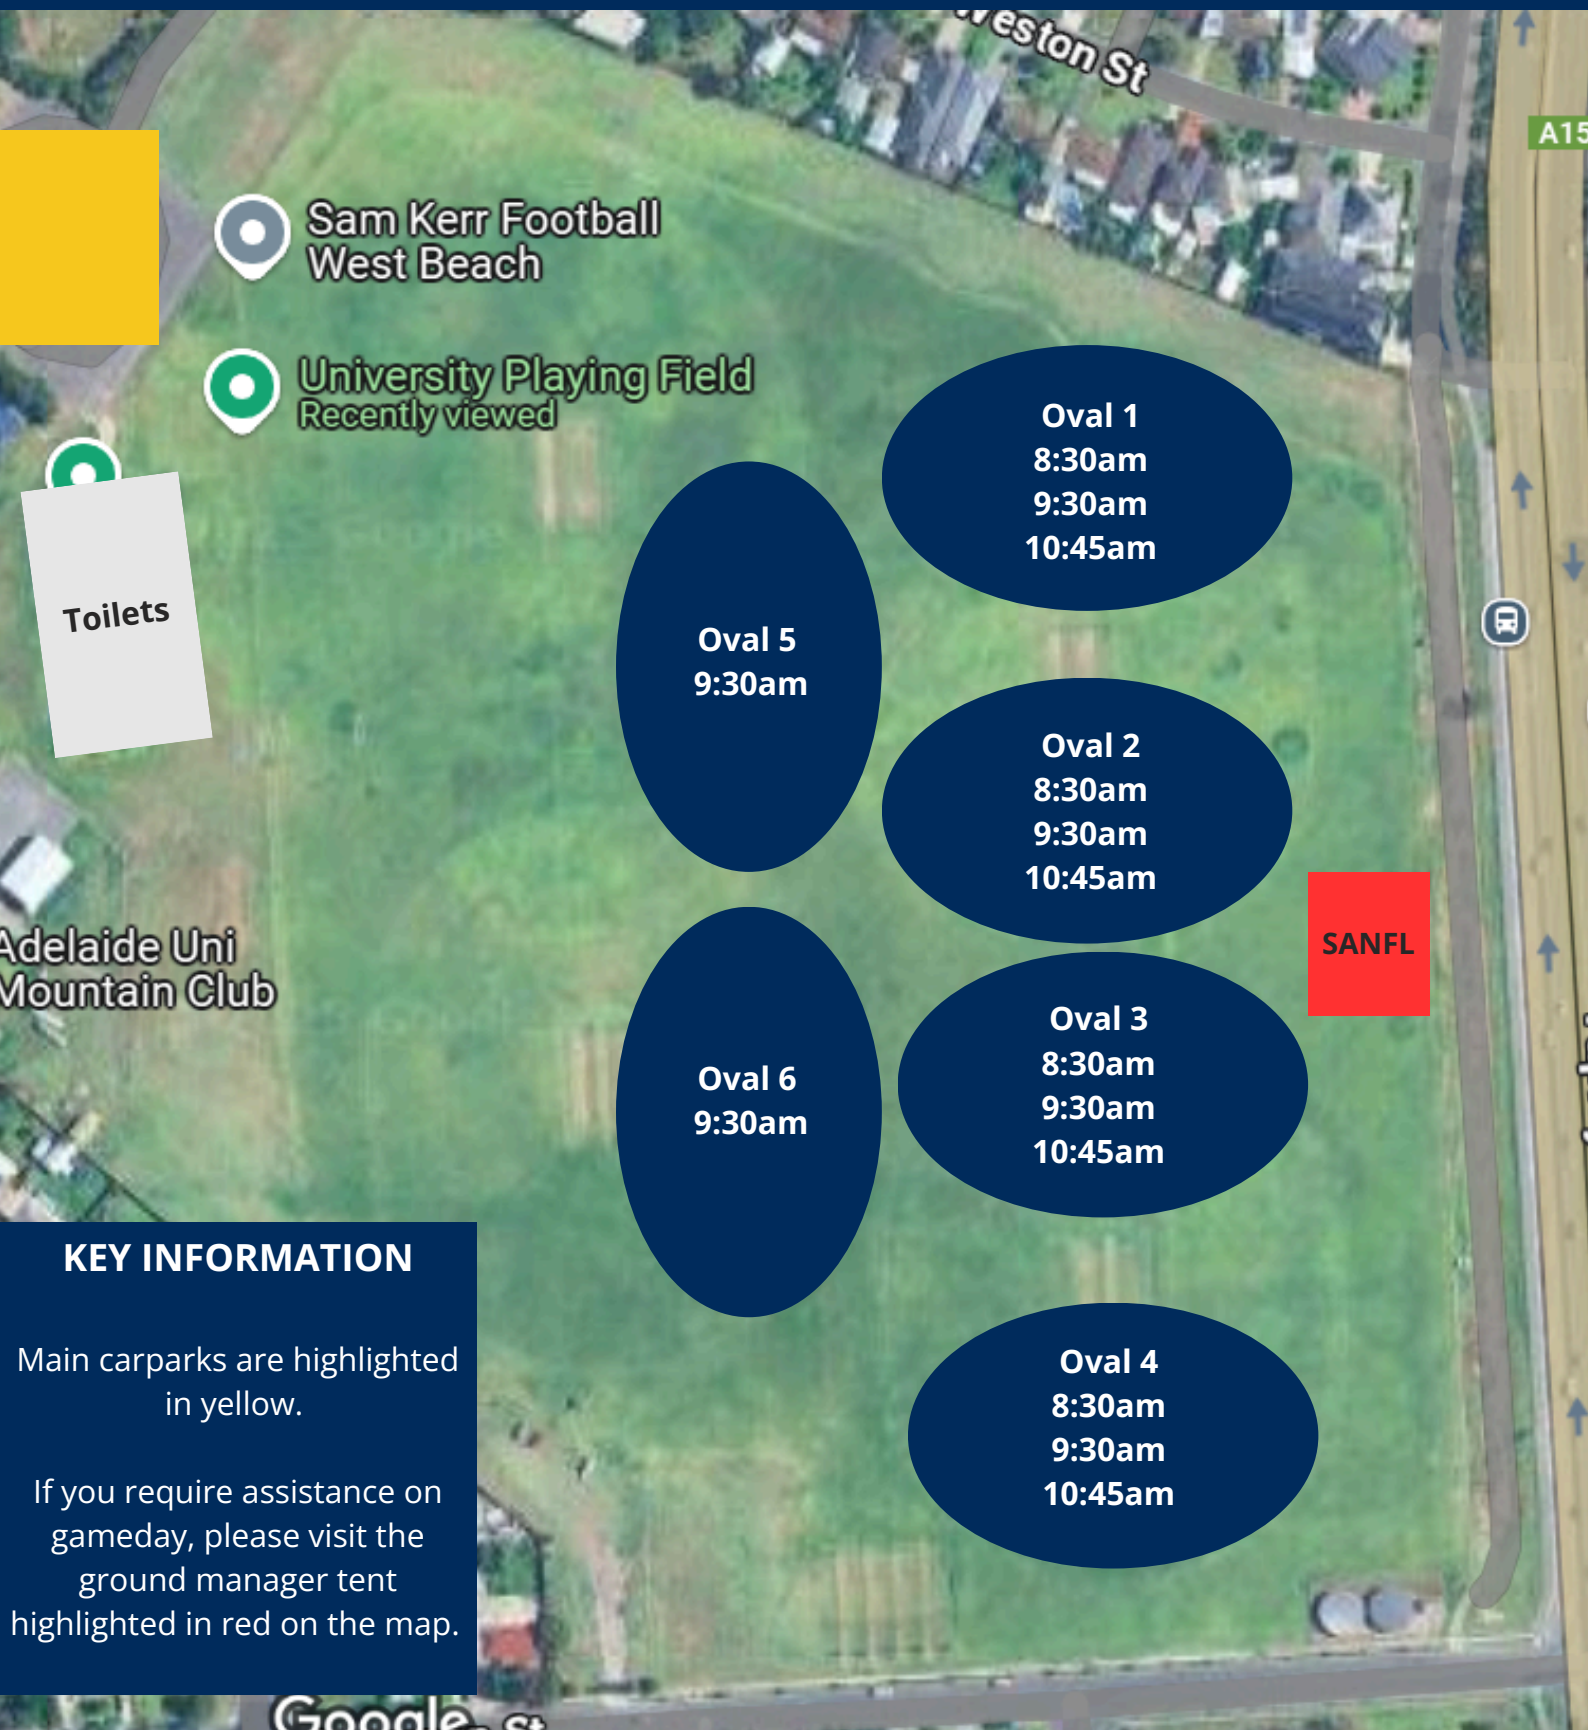 Weston St
A15
Sam Kerr Football
West Beach
University Playing Field
Recently viewed
Oval 1
8:30am
9:30am
10:45am
Toilets
Oval 5
9:30am
Oval 2
8:30am
9:30am
10:45am
SANFL
Adelaide Uni
Mountain Club
Oval 3
8:30am
9:30am
10:45am
Oval 6
9:30am
KEY INFORMATION
Main carparks are highlighted
in yellow.
If you require assistance on
gameday, please visit the
ground manager tent
highlighted in red on the map.
Oval 4
8:30am
9:30am
10:45am
Google
St